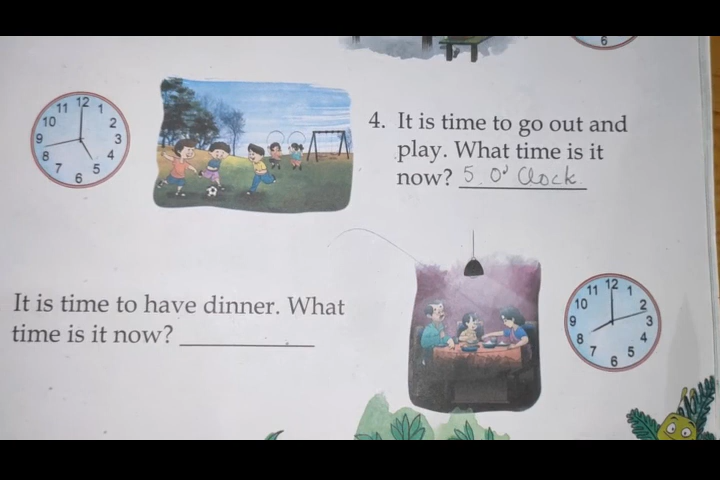 6
11 12 1
10 2
9 3
8 4
7 6 5
4. It is time to go out and
play. What time is it
now? 5 O' Clock.
It is time to have dinner. What
time is it now? ____________
11 12 1
10 2
9 3
8 4
7 6 5